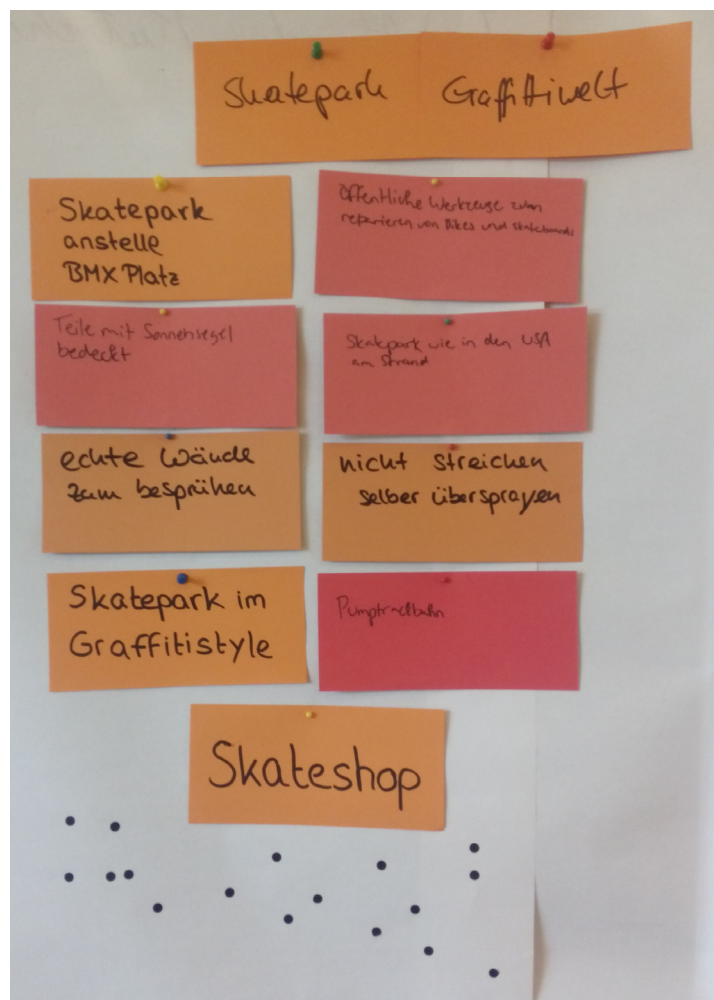 Skatepark Graffitiwelt
Skatepark
anstelle
BMX Platz
Öffentliche Werkzeuge zum
reparieren von Bikes und Skateboards
Teile mit Sonnensegel
bedeckt
Skatepark wie in den USA
am Strand
echte Wände
zum besprühen
nicht streichen
selber übersprayen
Skatepark im
Graffitistyle
Pumptrackbahn
Skateshop